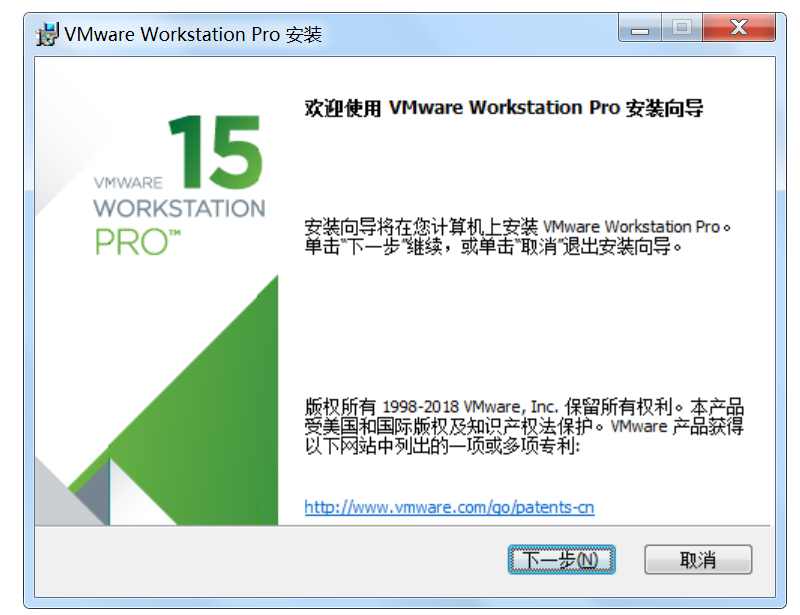 VMware Workstation Pro 安装
15
VMWARE
WORKSTATION
PRO™
欢迎使用 VMware Workstation Pro 安装向导
安装向导将在您计算机上安装 VMware Workstation Pro。
单击“下一步”继续，或单击“取消”退出安装向导。
版权所有 1998-2018 VMware, Inc. 保留所有权利。本产品
受美国和国际版权及知识产权法保护。VMware 产品获得
以下网站中列出的一项或多项专利:
http://www.vmware.com/go/patents-cn
下一步(N)
取消